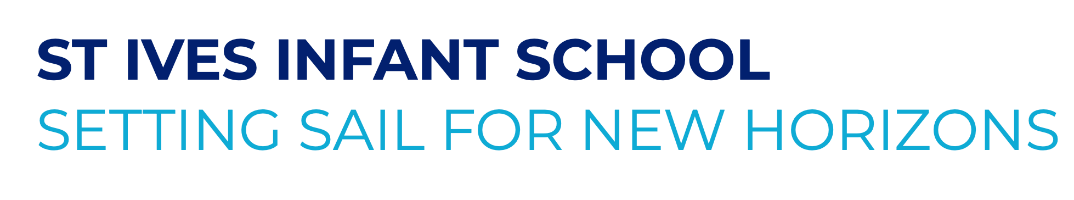 ST IVES INFANT SCHOOL
SETTING SAIL FOR NEW HORIZONS